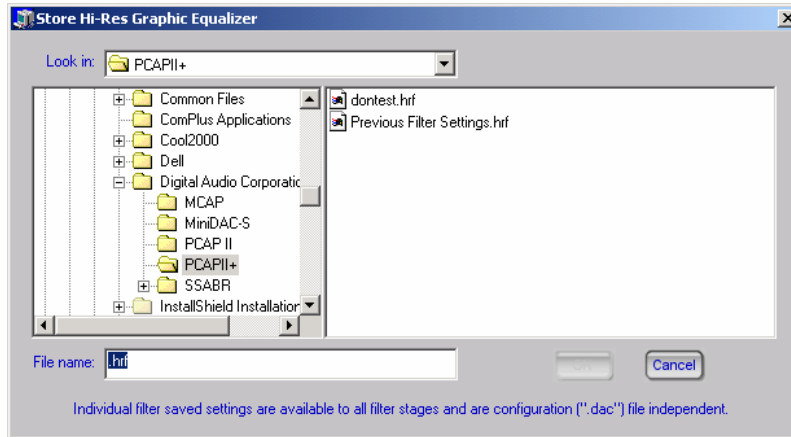 Store Hi-Res Graphic Equalizer
Look in: PCAPII+
Common Files
ComPlus Applications
Cool2000
Dell
Digital Audio Corporatic
MCAP
MiniDAC-S
PCAP II
PCAPII+
SSABR
InstallShield Installation
dontest.hrf
Previous Filter Settings.hrf
File name: .hrf
Cancel
Individual filter saved settings are available to all filter stages and are configuration (".dac") file independent.